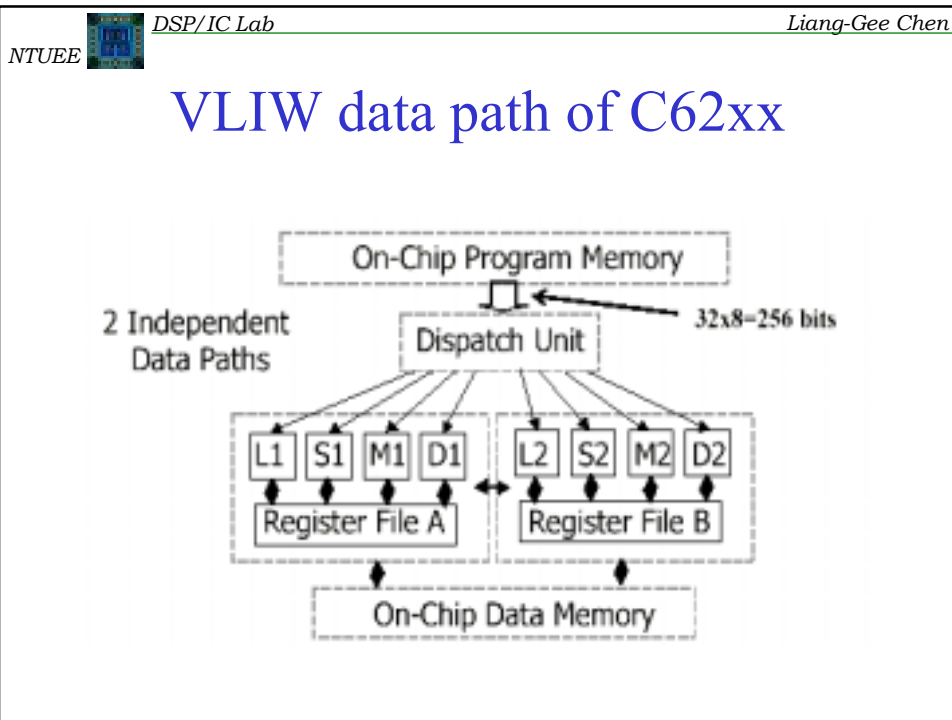 DSP/IC Lab
Liang-Gee Chen
NTUEE
VLIW data path of C62xx
On-Chip Program Memory
32x8=256 bits
2 Independent
Data Paths
Dispatch Unit
L1 S1 M1 D1 L2 S2 M2 D2
Register File A Register File B
On-Chip Data Memory